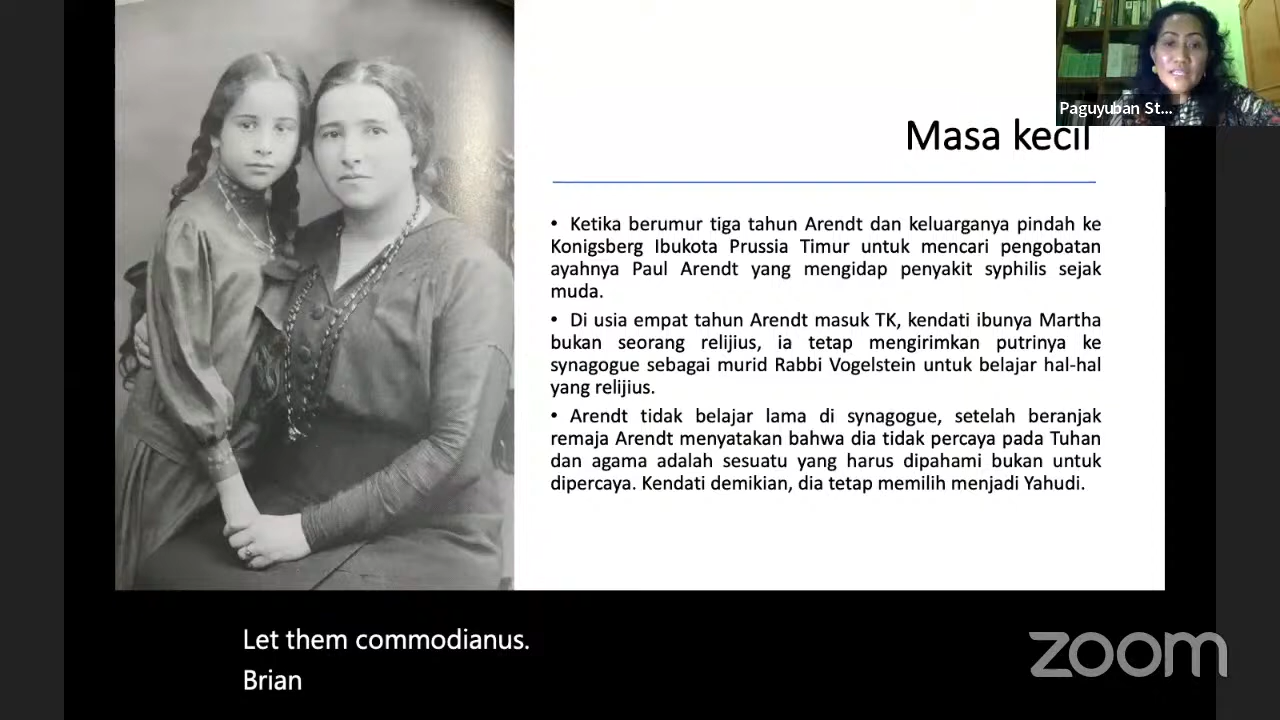 Paguyuban St...
Masa kecil
• Ketika berumur tiga tahun Arendt dan keluarganya pindah ke
Konigsberg Ibukota Prussia Timur untuk mencari pengobatan
ayahnya Paul Arendt yang mengidap penyakit syphilis sejak
muda.
• Di usia empat tahun Arendt masuk TK, kendati ibunya Martha
bukan seorang relijius, ia tetap mengirimkan putrinya ke
synagogue sebagai murid Rabbi Vogelstein untuk belajar hal-hal
yang relijius.
• Arendt tidak belajar lama di synagogue, setelah beranjak
remaja Arendt menyatakan bahwa dia tidak percaya pada Tuhan
dan agama adalah sesuatu yang harus dipahami bukan untuk
dipercaya. Kendati demikian, dia tetap memilih menjadi Yahudi.
Let them commodianus.
Brian
zoom